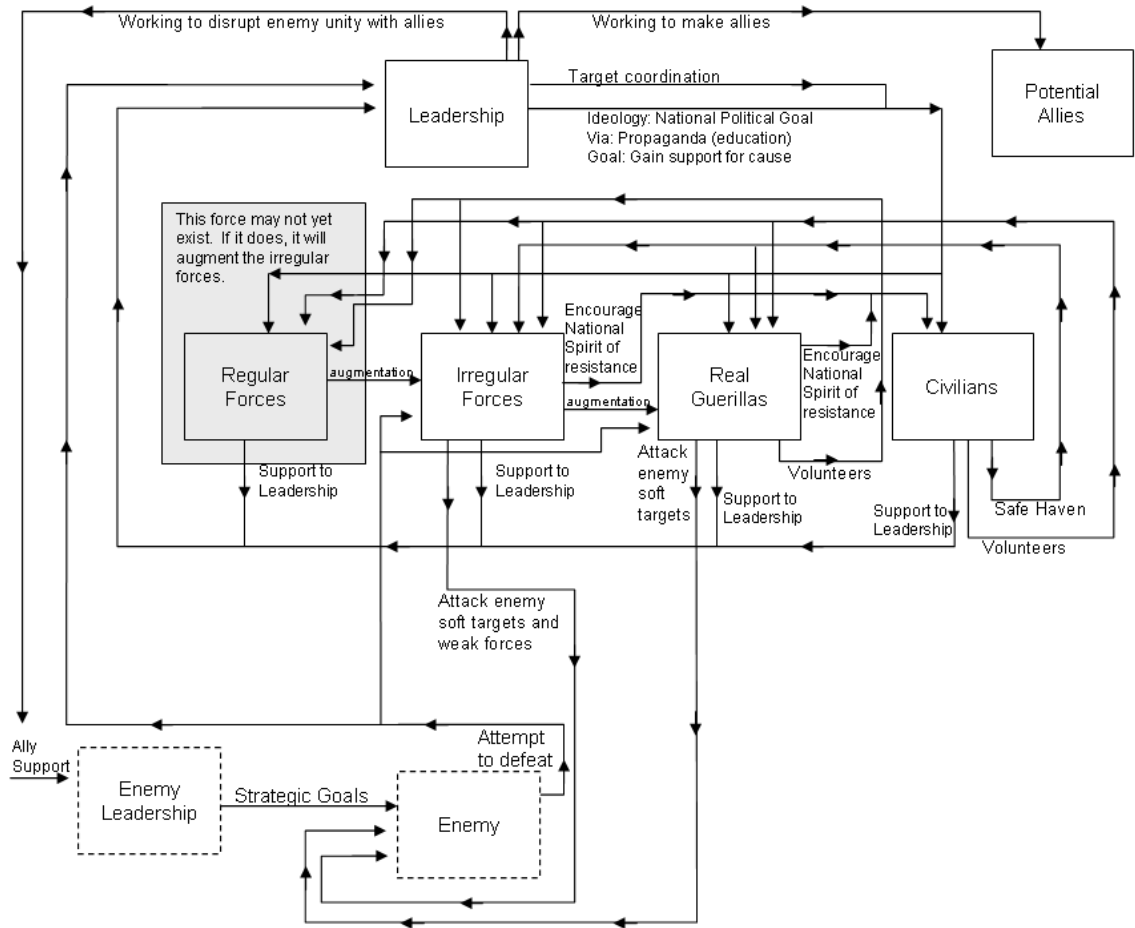 Working to disrupt enemy unity with allies
Working to make allies
Leadership
Target coordination
Potential
Allies
Ideology: National Political Goal
Via: Propaganda (education)
Goal: Gain support for cause
This force may not yet
exist.  If it does, it will
augment the irregular
forces.
Regular
Forces
augmentation
Irregular
Forces
Encourage
National
Spirit of
resistance
augmentation
Real
Guerillas
Encourage
National
Spirit of
resistance
Civilians
Support to
Leadership
Support to
Leadership
Attack
enemy
soft
targets
Support to
Leadership
Volunteers
Support to
Leadership
Safe Haven
Volunteers
Attack enemy
soft targets and
weak forces
Ally
Support
Enemy
Leadership
Strategic Goals
Attempt
to defeat
Enemy